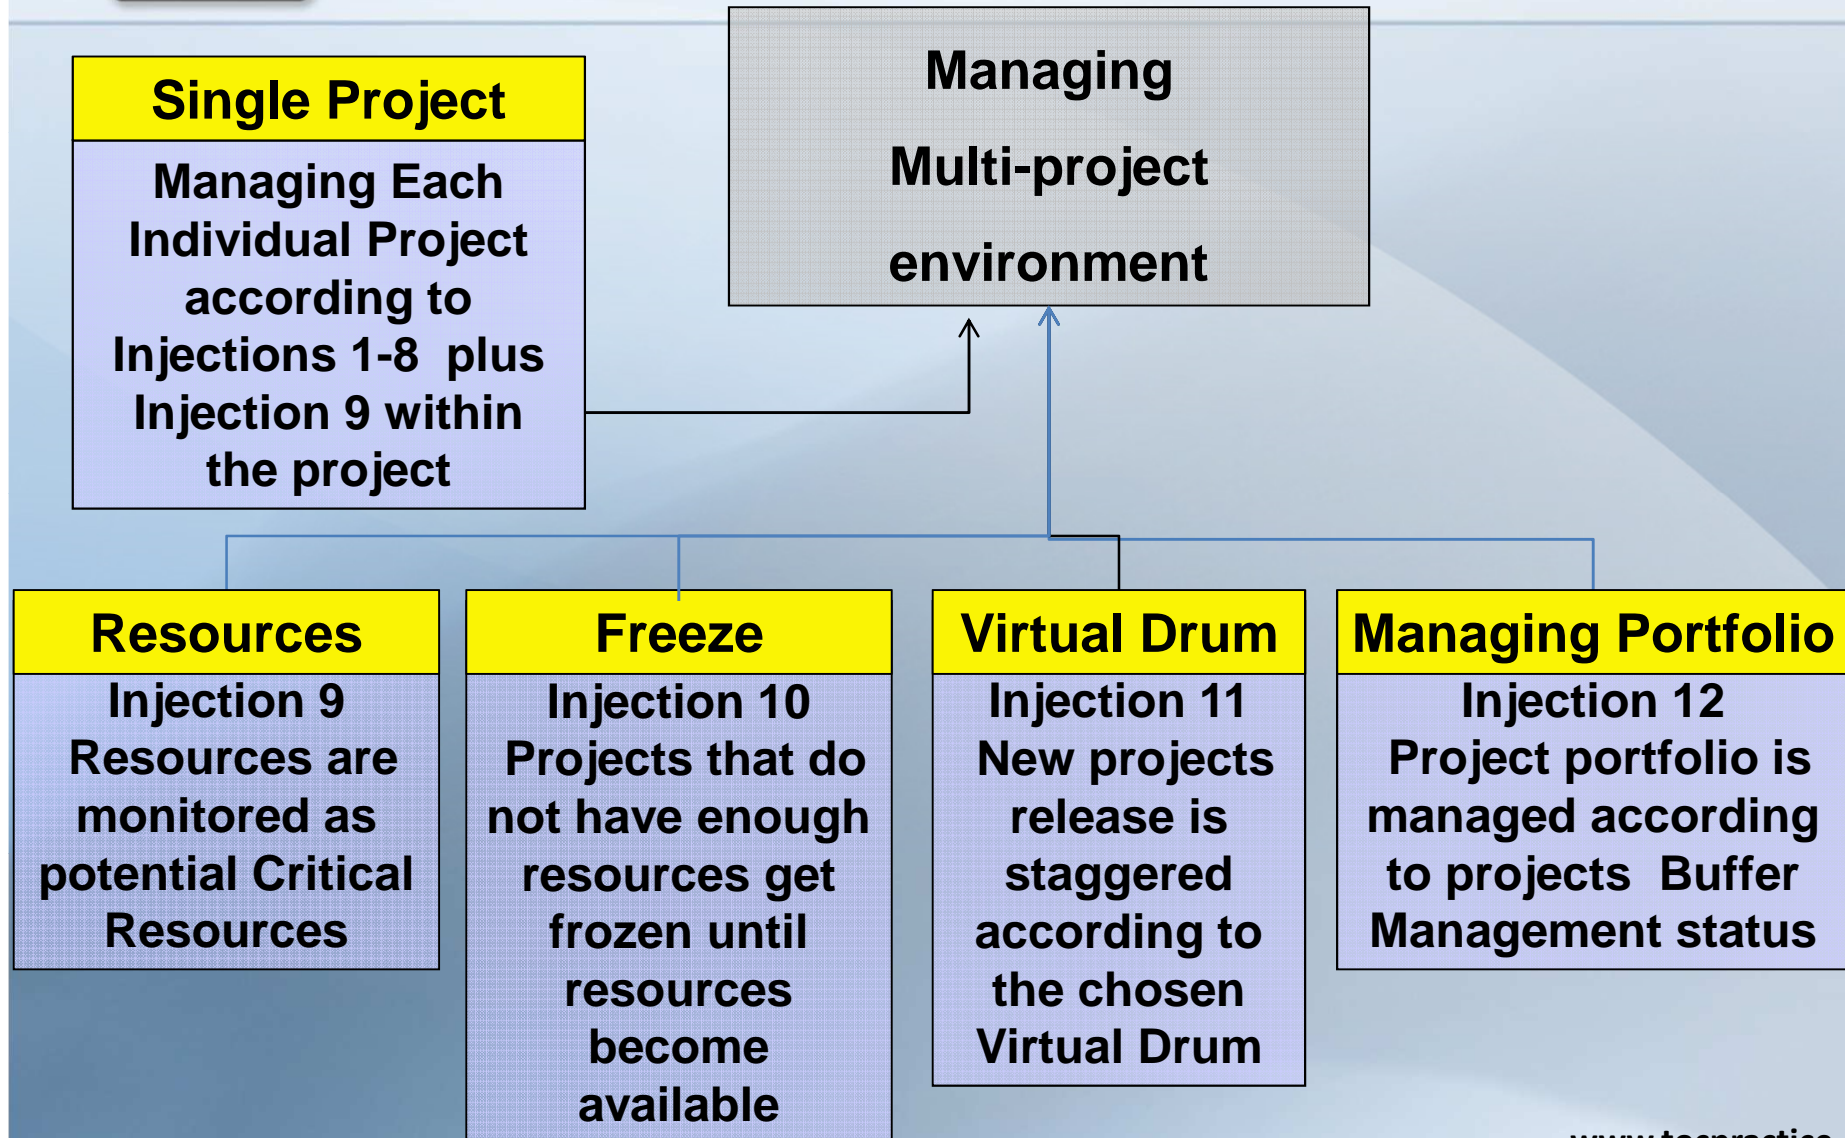 Single Project
Managing Each
Individual Project
according to
Injections 1-8 plus
Injection 9 within
the project
Managing
Multi-project
environment
Resources
Injection 9
Resources are
monitored as
potential Critical
Resources
Freeze
Injection 10
Projects that do
not have enough
resources get
frozen until
resources
become
available
Virtual Drum
Injection 11
New projects
release is
staggered
according to
the chosen
Virtual Drum
Managing Portfolio
Injection 12
Project portfolio is
managed according
to projects Buffer
Management status